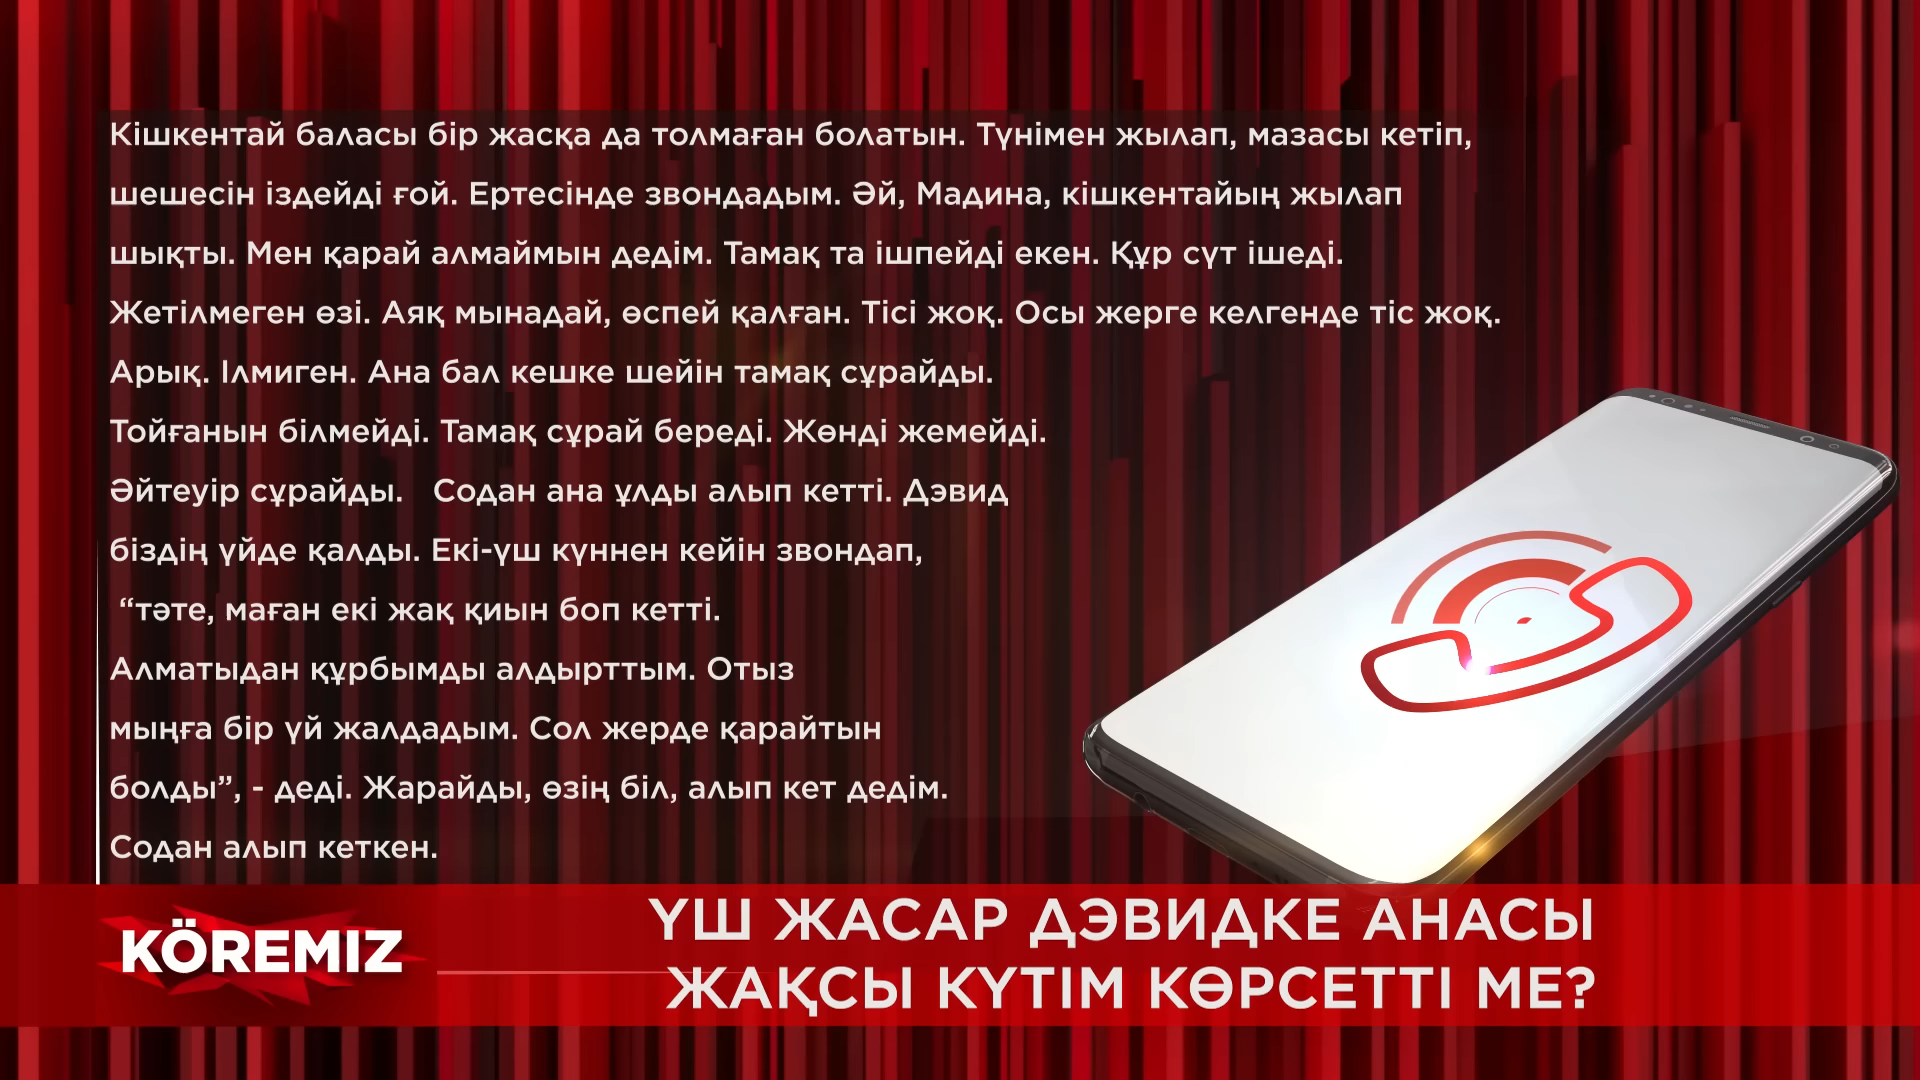 Кішкентай баласы бір жасқа да толмаған болатын. Түнімен жылап, мазасы кетіп,
шешесін іздейді ғой. Ертесінде звондадым. Әй, Мадина, кішкентайың жылап
шықты. Мен қарай алмаймын дедім. Тамақ та ішпейді екен. Құр сүт ішеді.
Жетілмеген өзі. Аяқ мынадай, өспей қалған. Тісі жоқ. Осы жерге келгенде тіс жоқ.
Арық. Ілмиген. Ана бал кешке шейін тамақ сұрайды.
Тойғанын білмейді. Тамақ сұрай береді. Жөнді жемейді.
Әйтеуір сұрайды. Содан ана ұлды алып кетті. Дэвид
біздің үйде қалды. Екі-үш күннен кейін звондап,
“тәте, маған екі жақ қиын боп кетті.
Алматыдан құрбымды алдырттым. Отыз
мыңға бір үй жалдадым. Сол жерде қарайтын
болды”, - деді. Жарайды, өзің біл, алып кет дедім.
Содан алып кеткен.
KÖREMIZ
ҮШ ЖАСАР ДЭВИДКЕ АНАСЫ
ЖАҚСЫ КҮТІМ КӨРСЕТТІ МЕ?